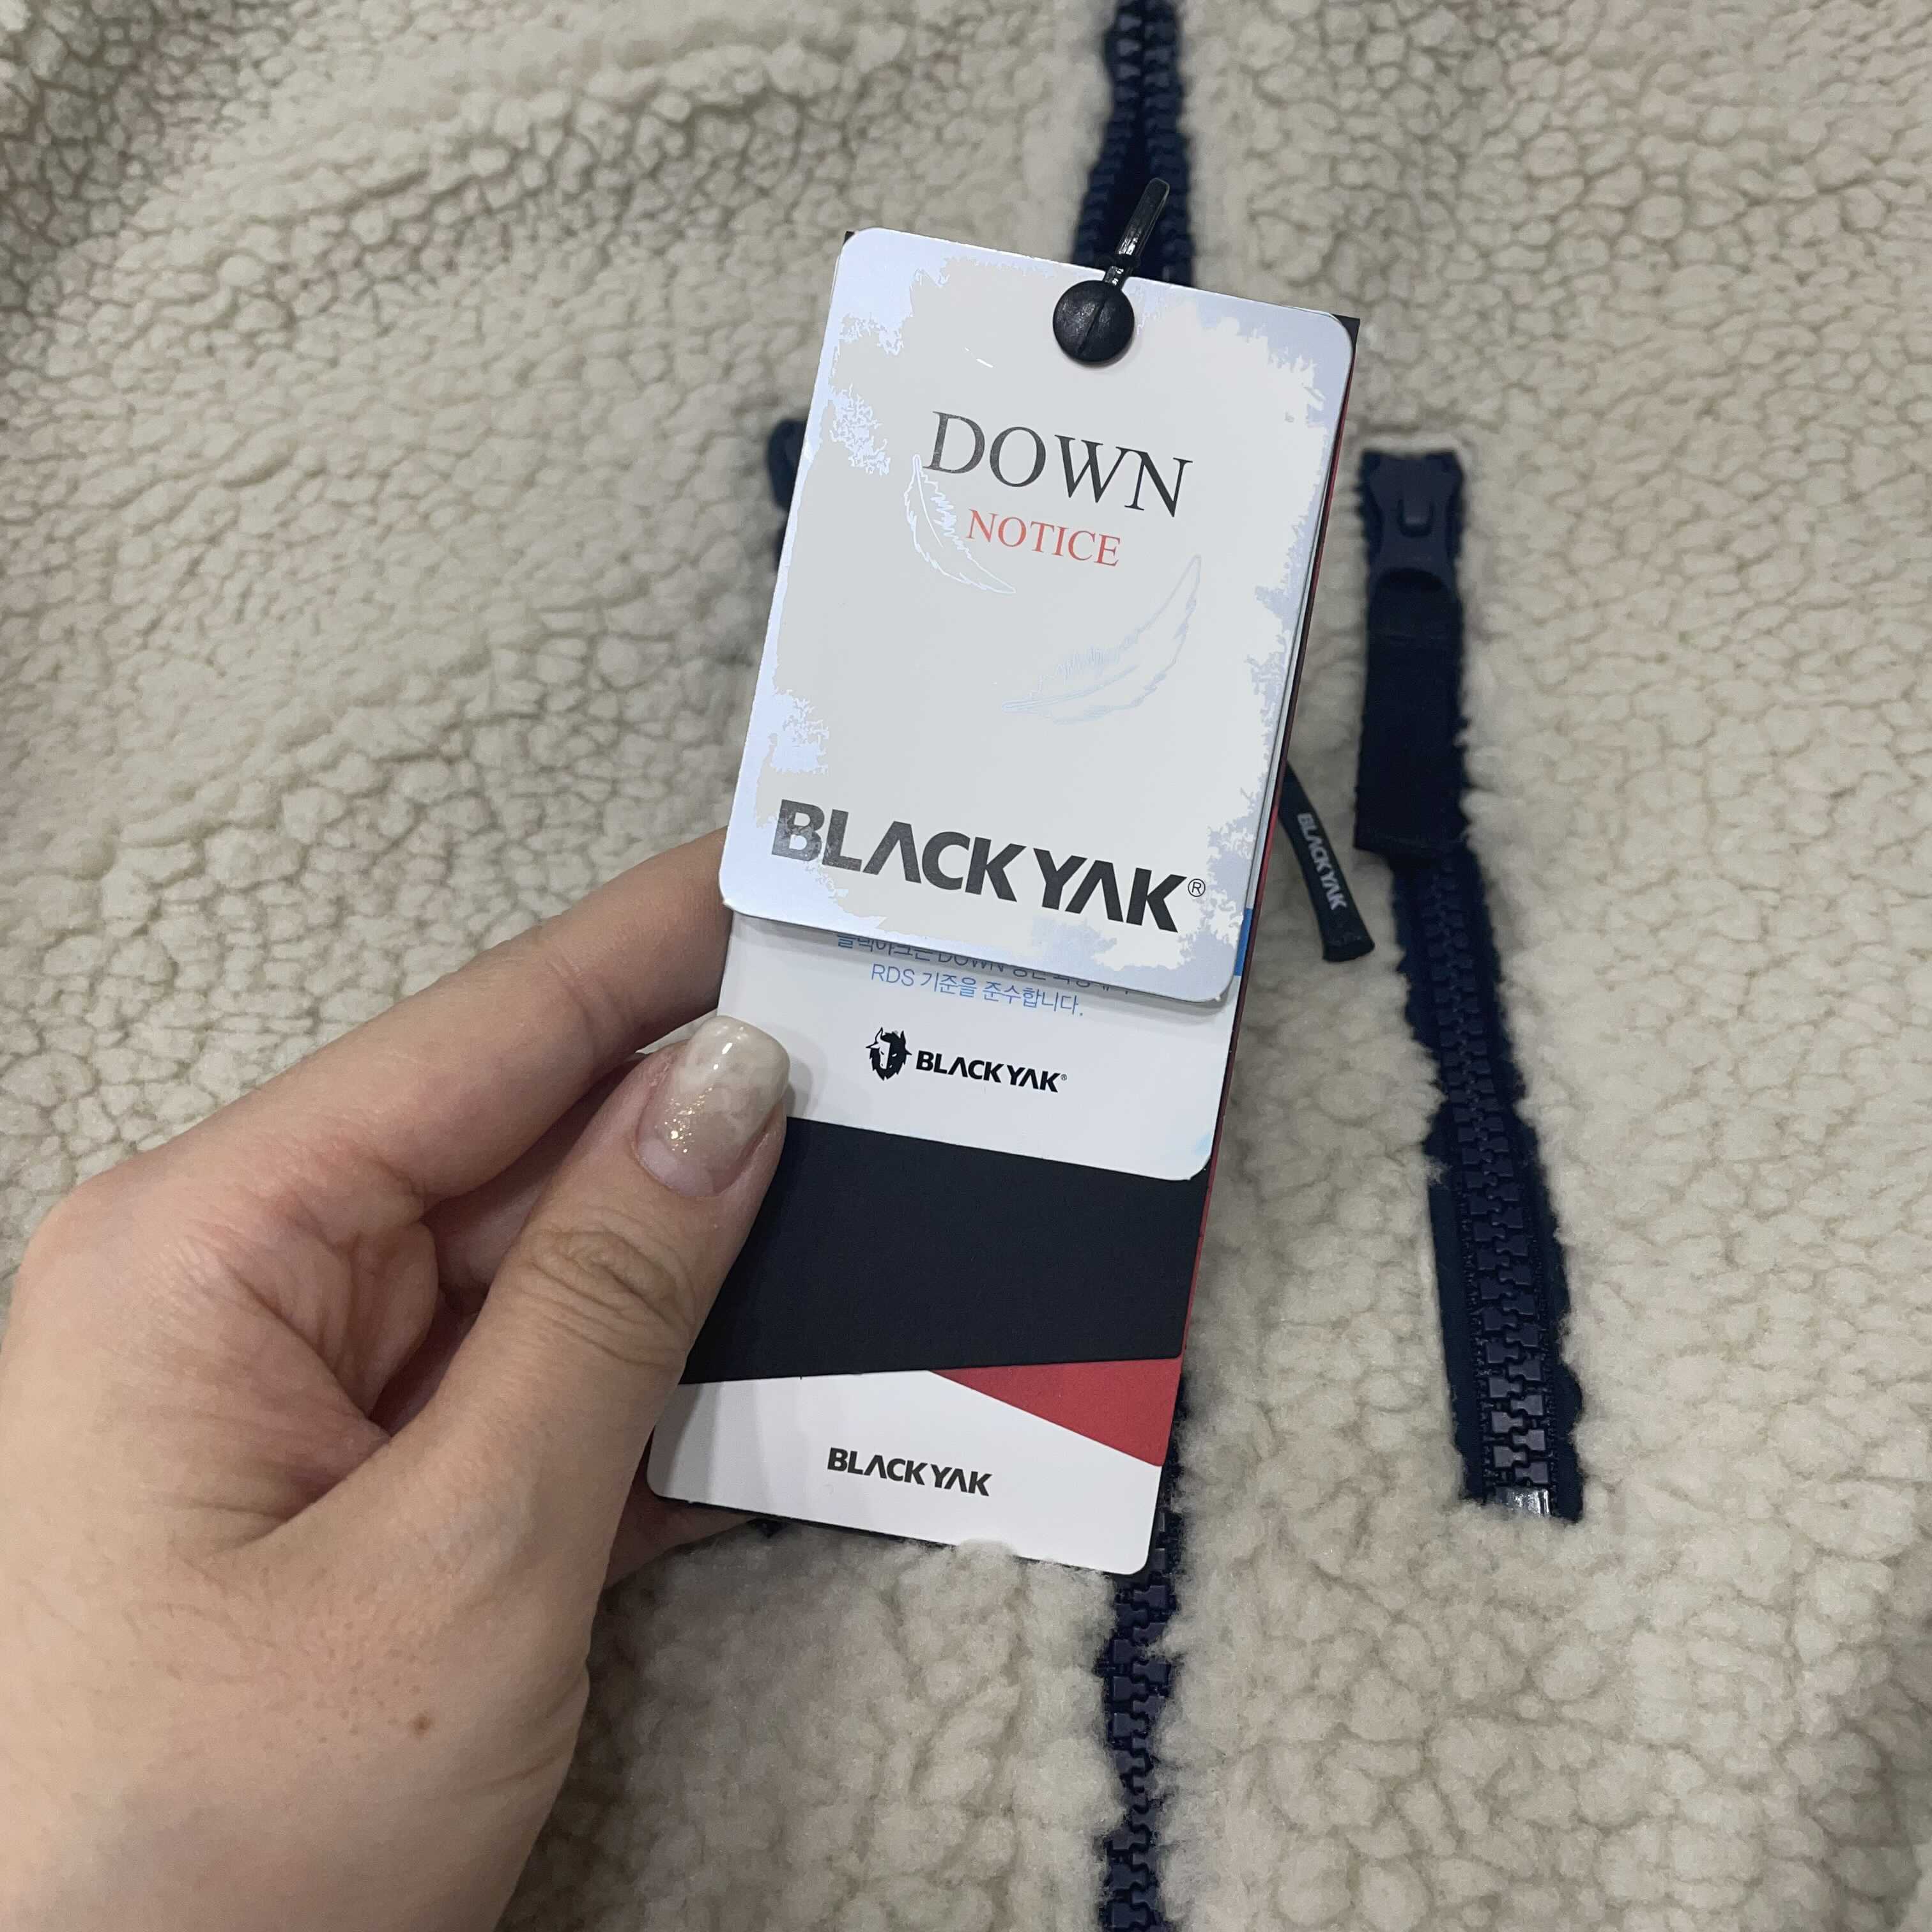 DOWN
NOTICE
BLACKYAK®
RDS 기준을 준수합니다.
BLACKYAK®
BLACKYAK
BLACKYAK